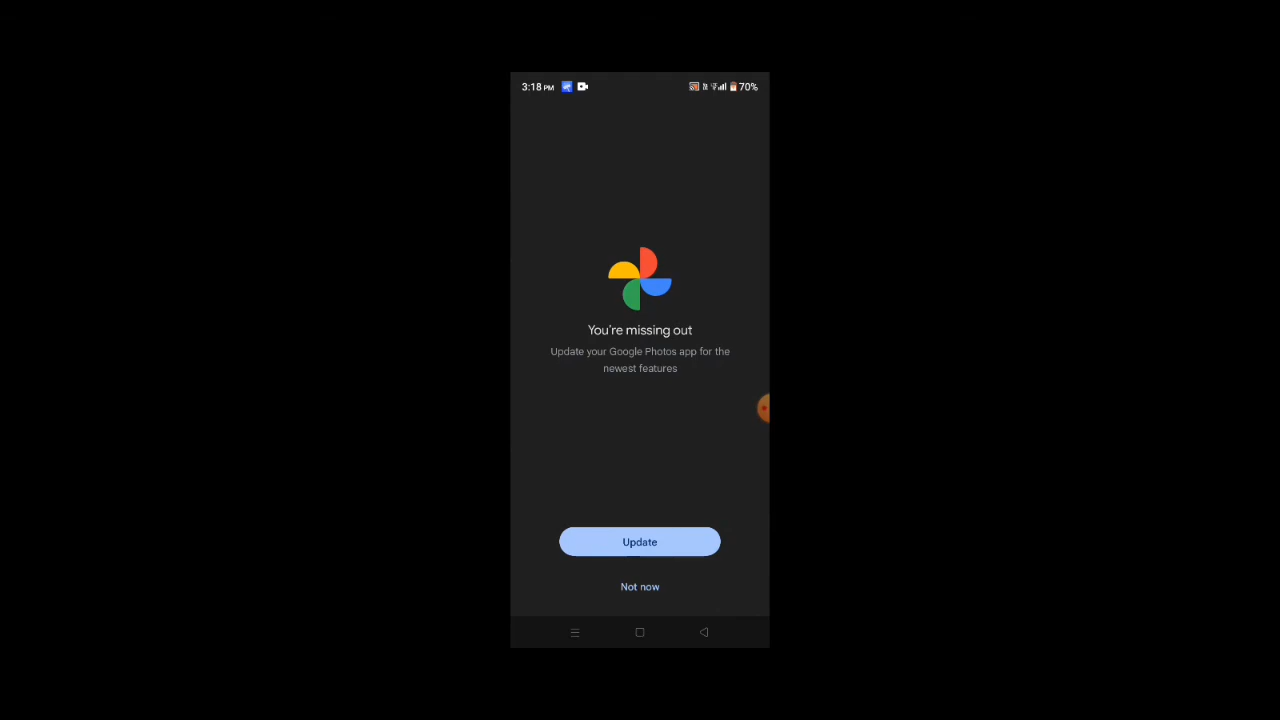 3:18 PM 70%
You're missing out
Update your Google Photos app for the
newest features
Update
Not now